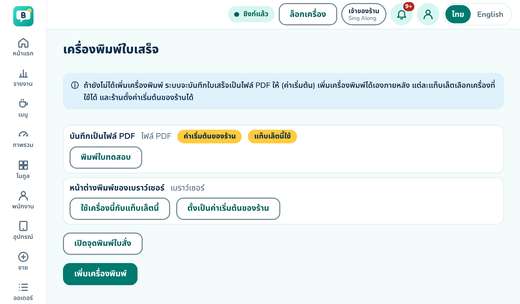 ซิงก์แล้ว
ล็อกเครื่อง
เจ้าของร้าน
Sing Along
9+
ไทย
English
หน้าแรก
รายงาน
เมนู
ภาพรวม
โมดูล
พนักงาน
อุปกรณ์
ขาย
ออเดอร์
เครื่องพิมพ์ใบเสร็จ
ถ้ายังไม่ได้เพิ่มเครื่องพิมพ์ ระบบจะบันทึกใบเสร็จเป็นไฟล์ PDF ให้ (ค่าเริ่มต้น) เพิ่มเครื่องพิมพ์ได้เองภายหลัง แต่ละแท็บเล็ตเลือกเครื่องที่
ใช้ได้ และร้านตั้งค่าเริ่มต้นของร้านได้
บันทึกเป็นไฟล์ PDF ไฟล์ PDF ค่าเริ่มต้นของร้าน แท็บเล็ตนี้ใช้
พิมพ์ใบทดสอบ
หน้าต่างพิมพ์ของเบราว์เซอร์ เบราว์เซอร์
ใช้เครื่องนี้กับแท็บเล็ตนี้ ตั้งเป็นค่าเริ่มต้นของร้าน
เปิดจุดพิมพ์ใบสั่ง
เพิ่มเครื่องพิมพ์